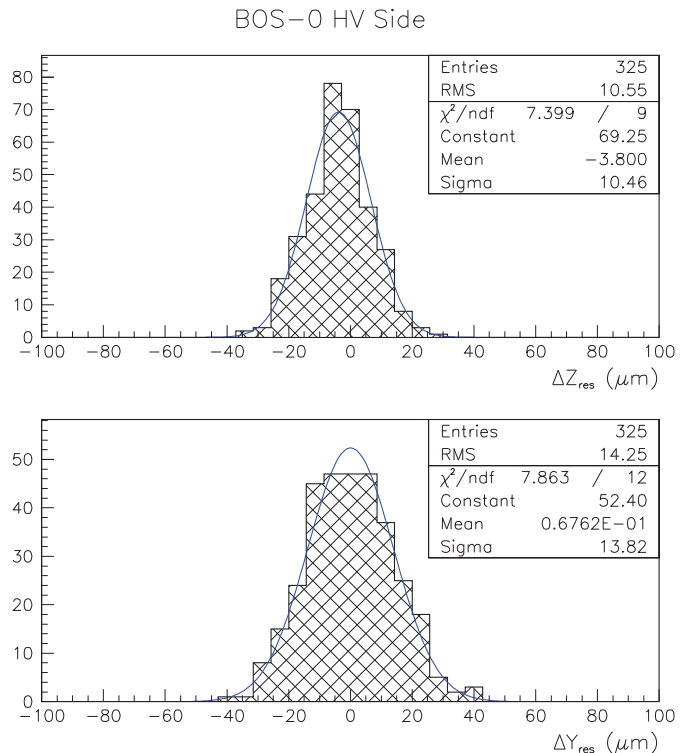 BOS-0 HV Side
Entries 325
RMS 10.55
χ²/ndf 7.399 / 9
Constant 69.25
Mean -3.800
Sigma 10.46
80
70
60
50
40
30
20
10
0
-100 -80 -60 -40 -20 0 20 40 60 80 100
ΔZres (μm)
Entries 325
RMS 14.25
χ²/ndf 7.863 / 12
Constant 52.40
Mean 0.6762E-01
Sigma 13.82
50
40
30
20
10
0
-100 -80 -60 -40 -20 0 20 40 60 80 100
ΔYres (μm)